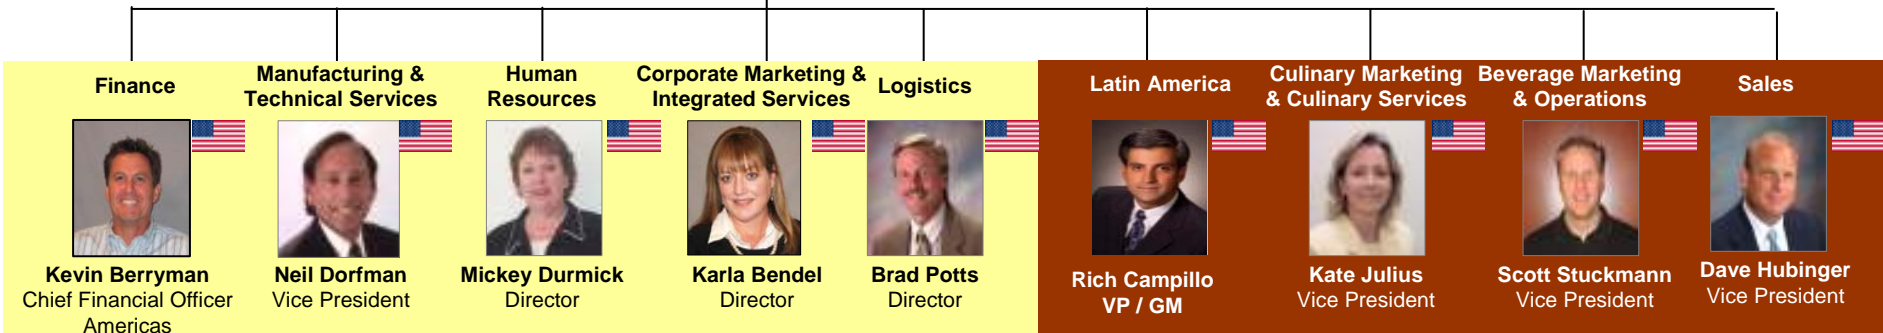 Finance
Manufacturing &
Technical Services
Human
Resources
Corporate Marketing &
Integrated Services
Logistics
Latin America
Culinary Marketing
& Culinary Services
Beverage Marketing
& Operations
Sales
Kevin Berryman
Chief Financial Officer
Americas
Neil Dorfman
Vice President
Mickey Durmick
Director
Karla Bendel
Director
Brad Potts
Director
Rich Campillo
VP / GM
Kate Julius
Vice President
Scott Stuckmann
Vice President
Dave Hubinger
Vice President